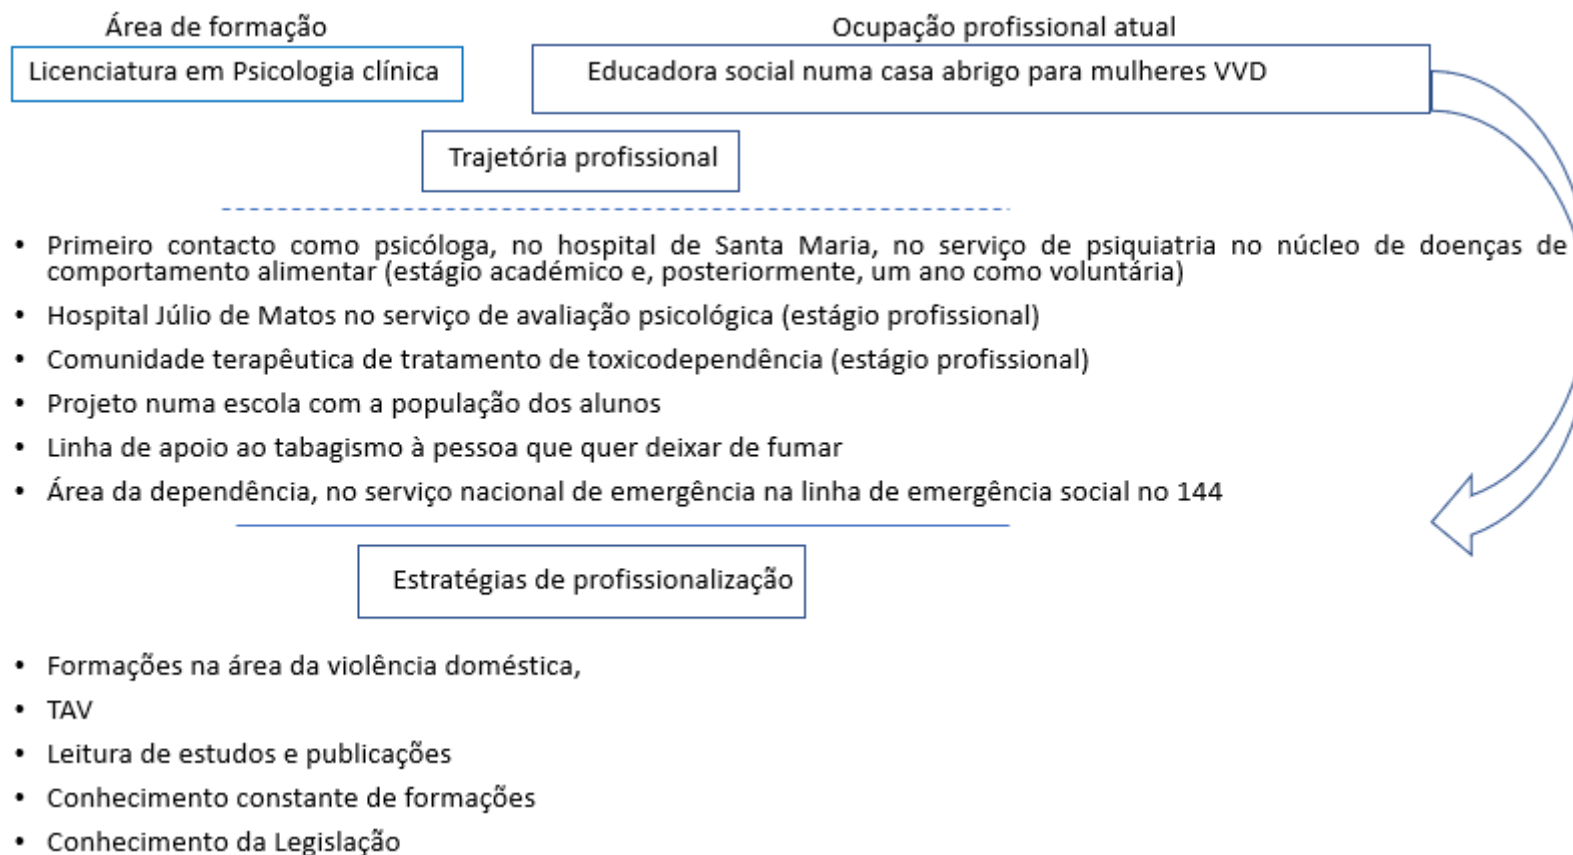 Área de formação
Ocupação profissional atual
Licenciatura em Psicologia clínica
Educadora social numa casa abrigo para mulheres VVD
Trajetória profissional
• Primeiro contacto como psicóloga, no hospital de Santa Maria, no serviço de psiquiatria no núcleo de doenças de
comportamento alimentar (estágio académico e, posteriormente, um ano como voluntária)
• Hospital Júlio de Matos no serviço de avaliação psicológica (estágio profissional)
• Comunidade terapêutica de tratamento de toxicodependência (estágio profissional)
• Projeto numa escola com a população dos alunos
• Linha de apoio ao tabagismo à pessoa que quer deixar de fumar
• Área da dependência, no serviço nacional de emergência na linha de emergência social no 144
Estratégias de profissionalização
• Formações na área da violência doméstica,
• TAV
• Leitura de estudos e publicações
• Conhecimento constante de formações
• Conhecimento da Legislação